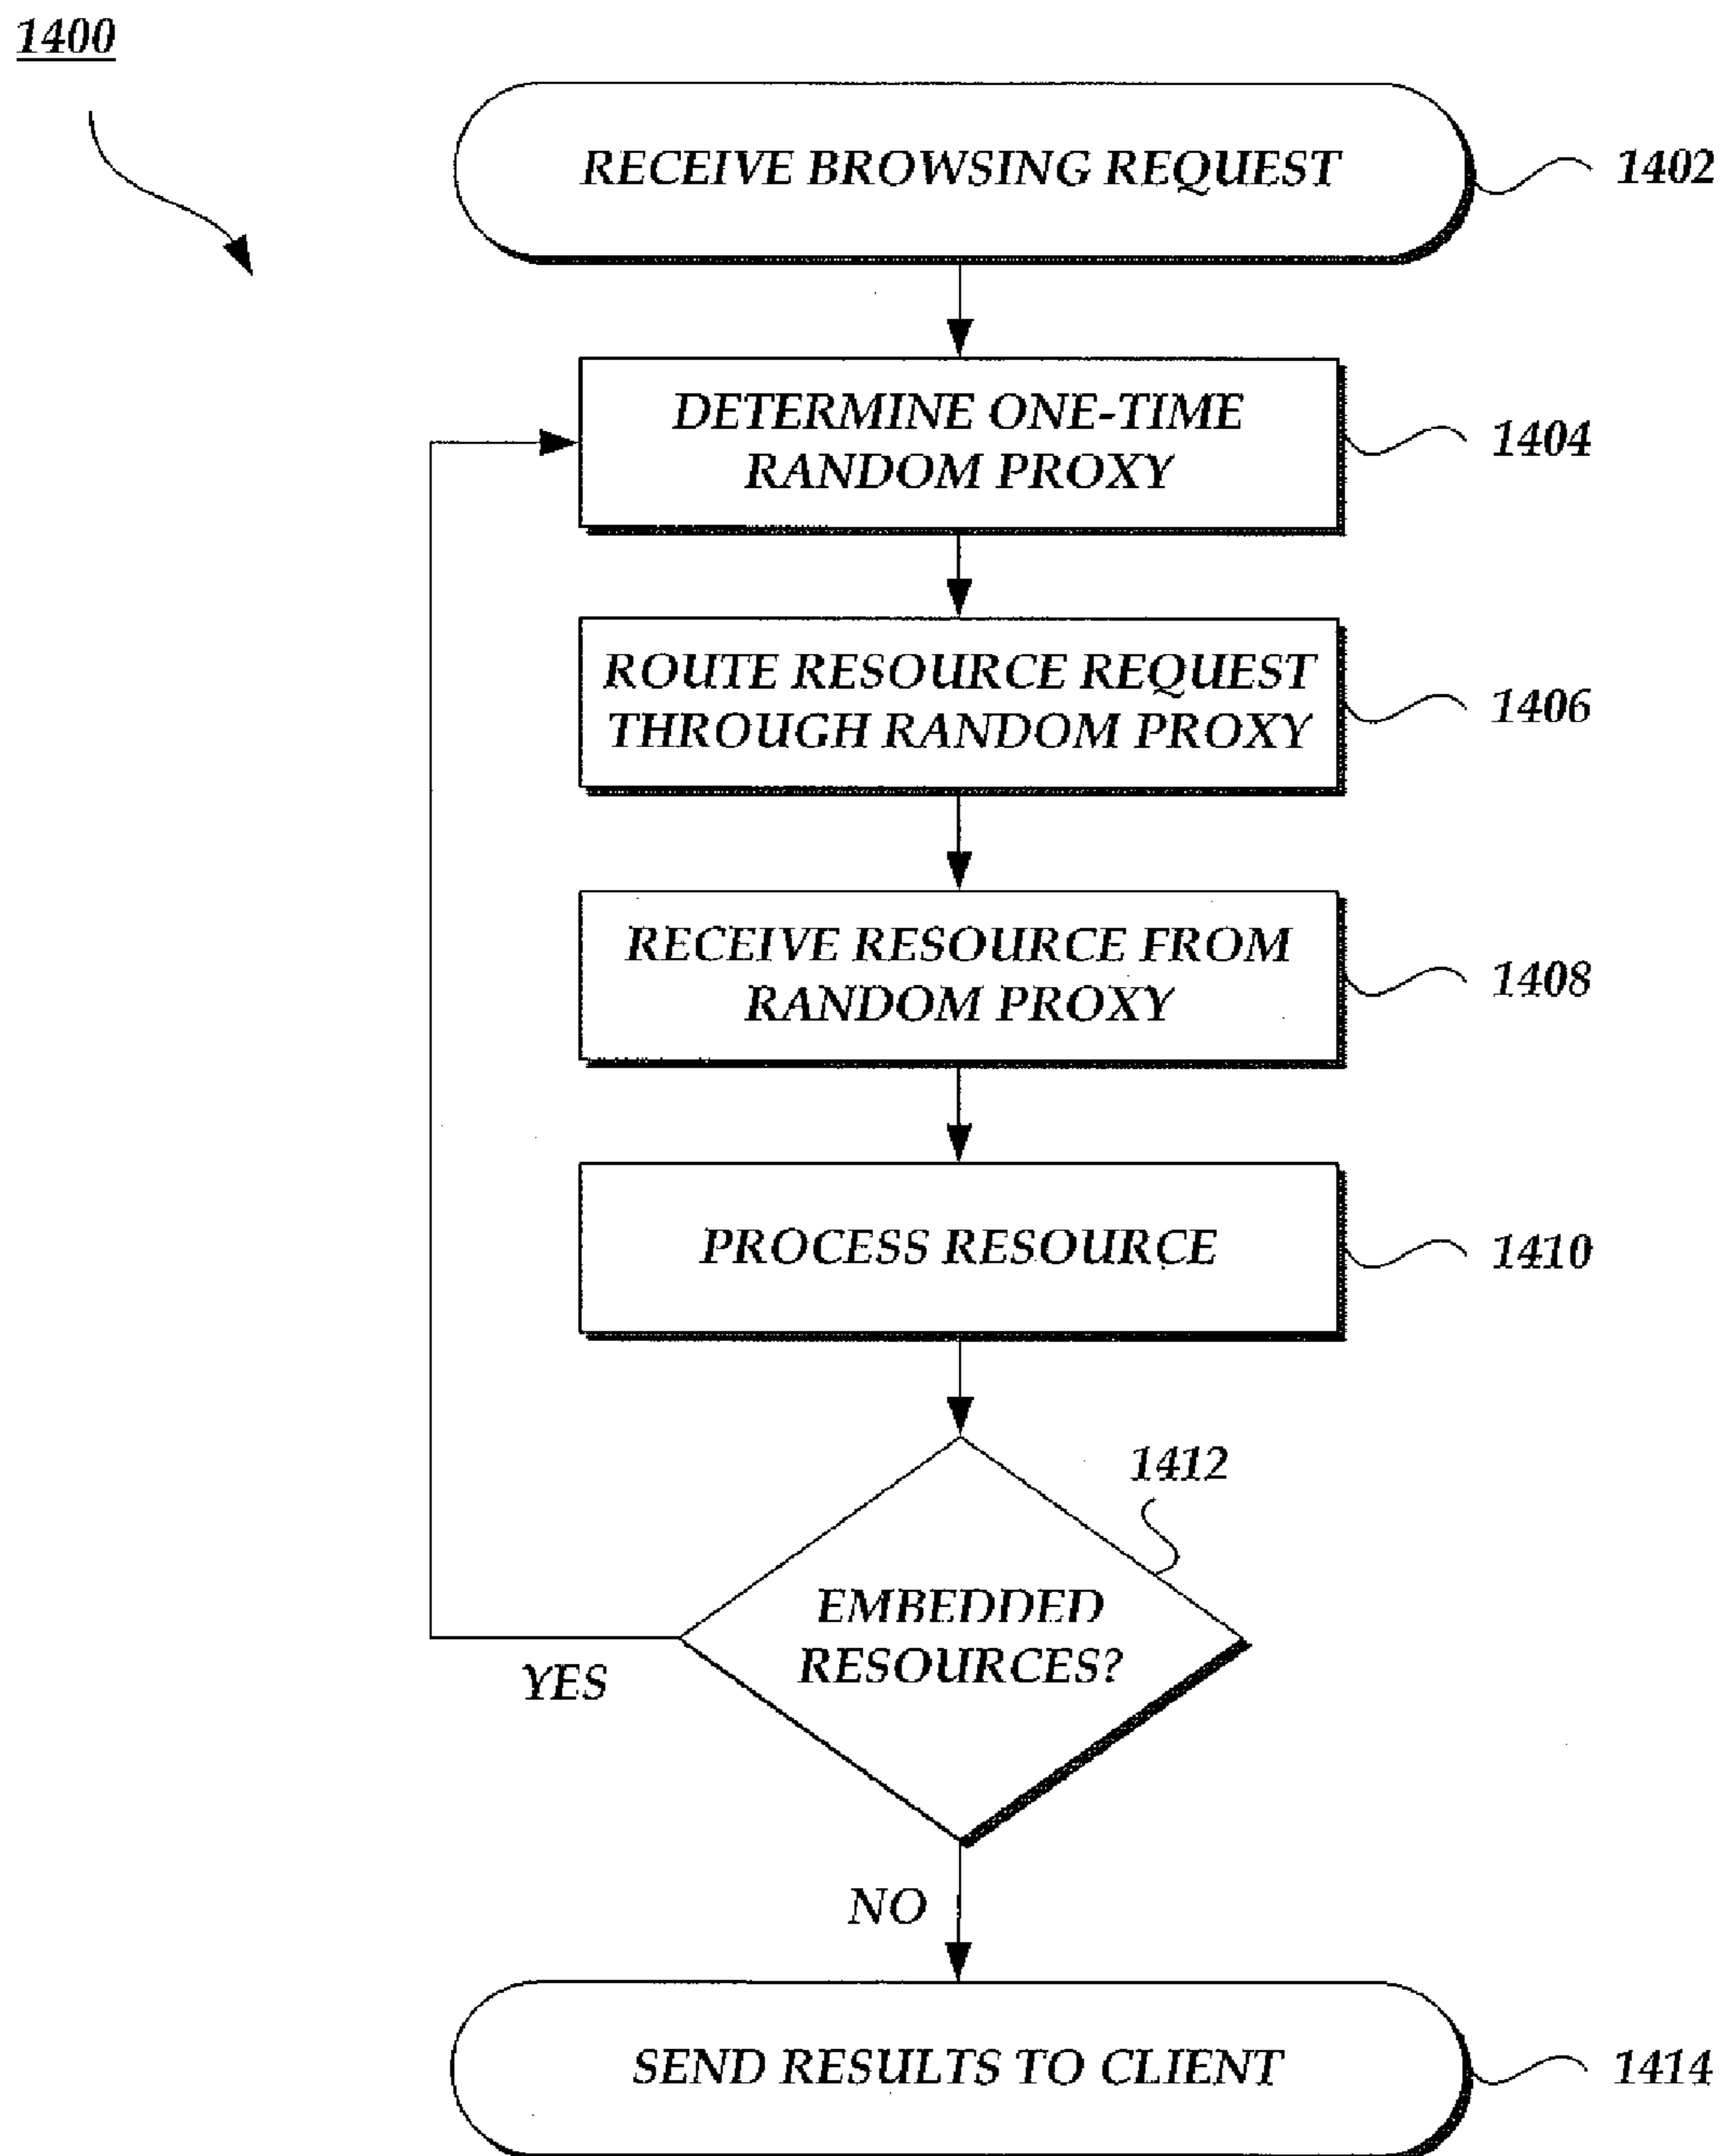 1400
RECEIVE BROWSING REQUEST
1402
DETERMINE ONE-TIME
RANDOM PROXY
1404
ROUTE RESOURCE REQUEST
THROUGH RANDOM PROXY
1406
RECEIVE RESOURCE FROM
RANDOM PROXY
1408
PROCESS RESOURCE
1410
1412
EMBEDDED
RESOURCES?
YES
NO
SEND RESULTS TO CLIENT
1414